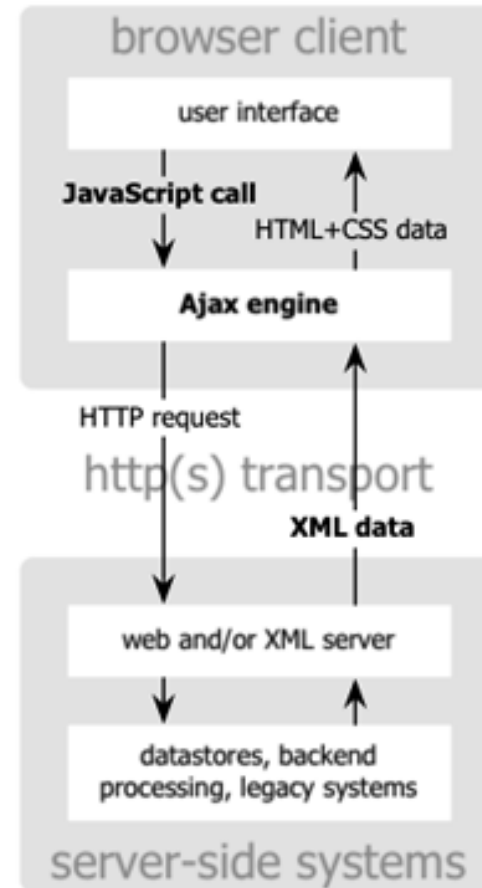 browser client
user interface
JavaScript call
HTML+CSS data
Ajax engine
HTTP request
http(s) transport
XML data
web and/or XML server
datastores, backend
processing, legacy systems
server-side systems